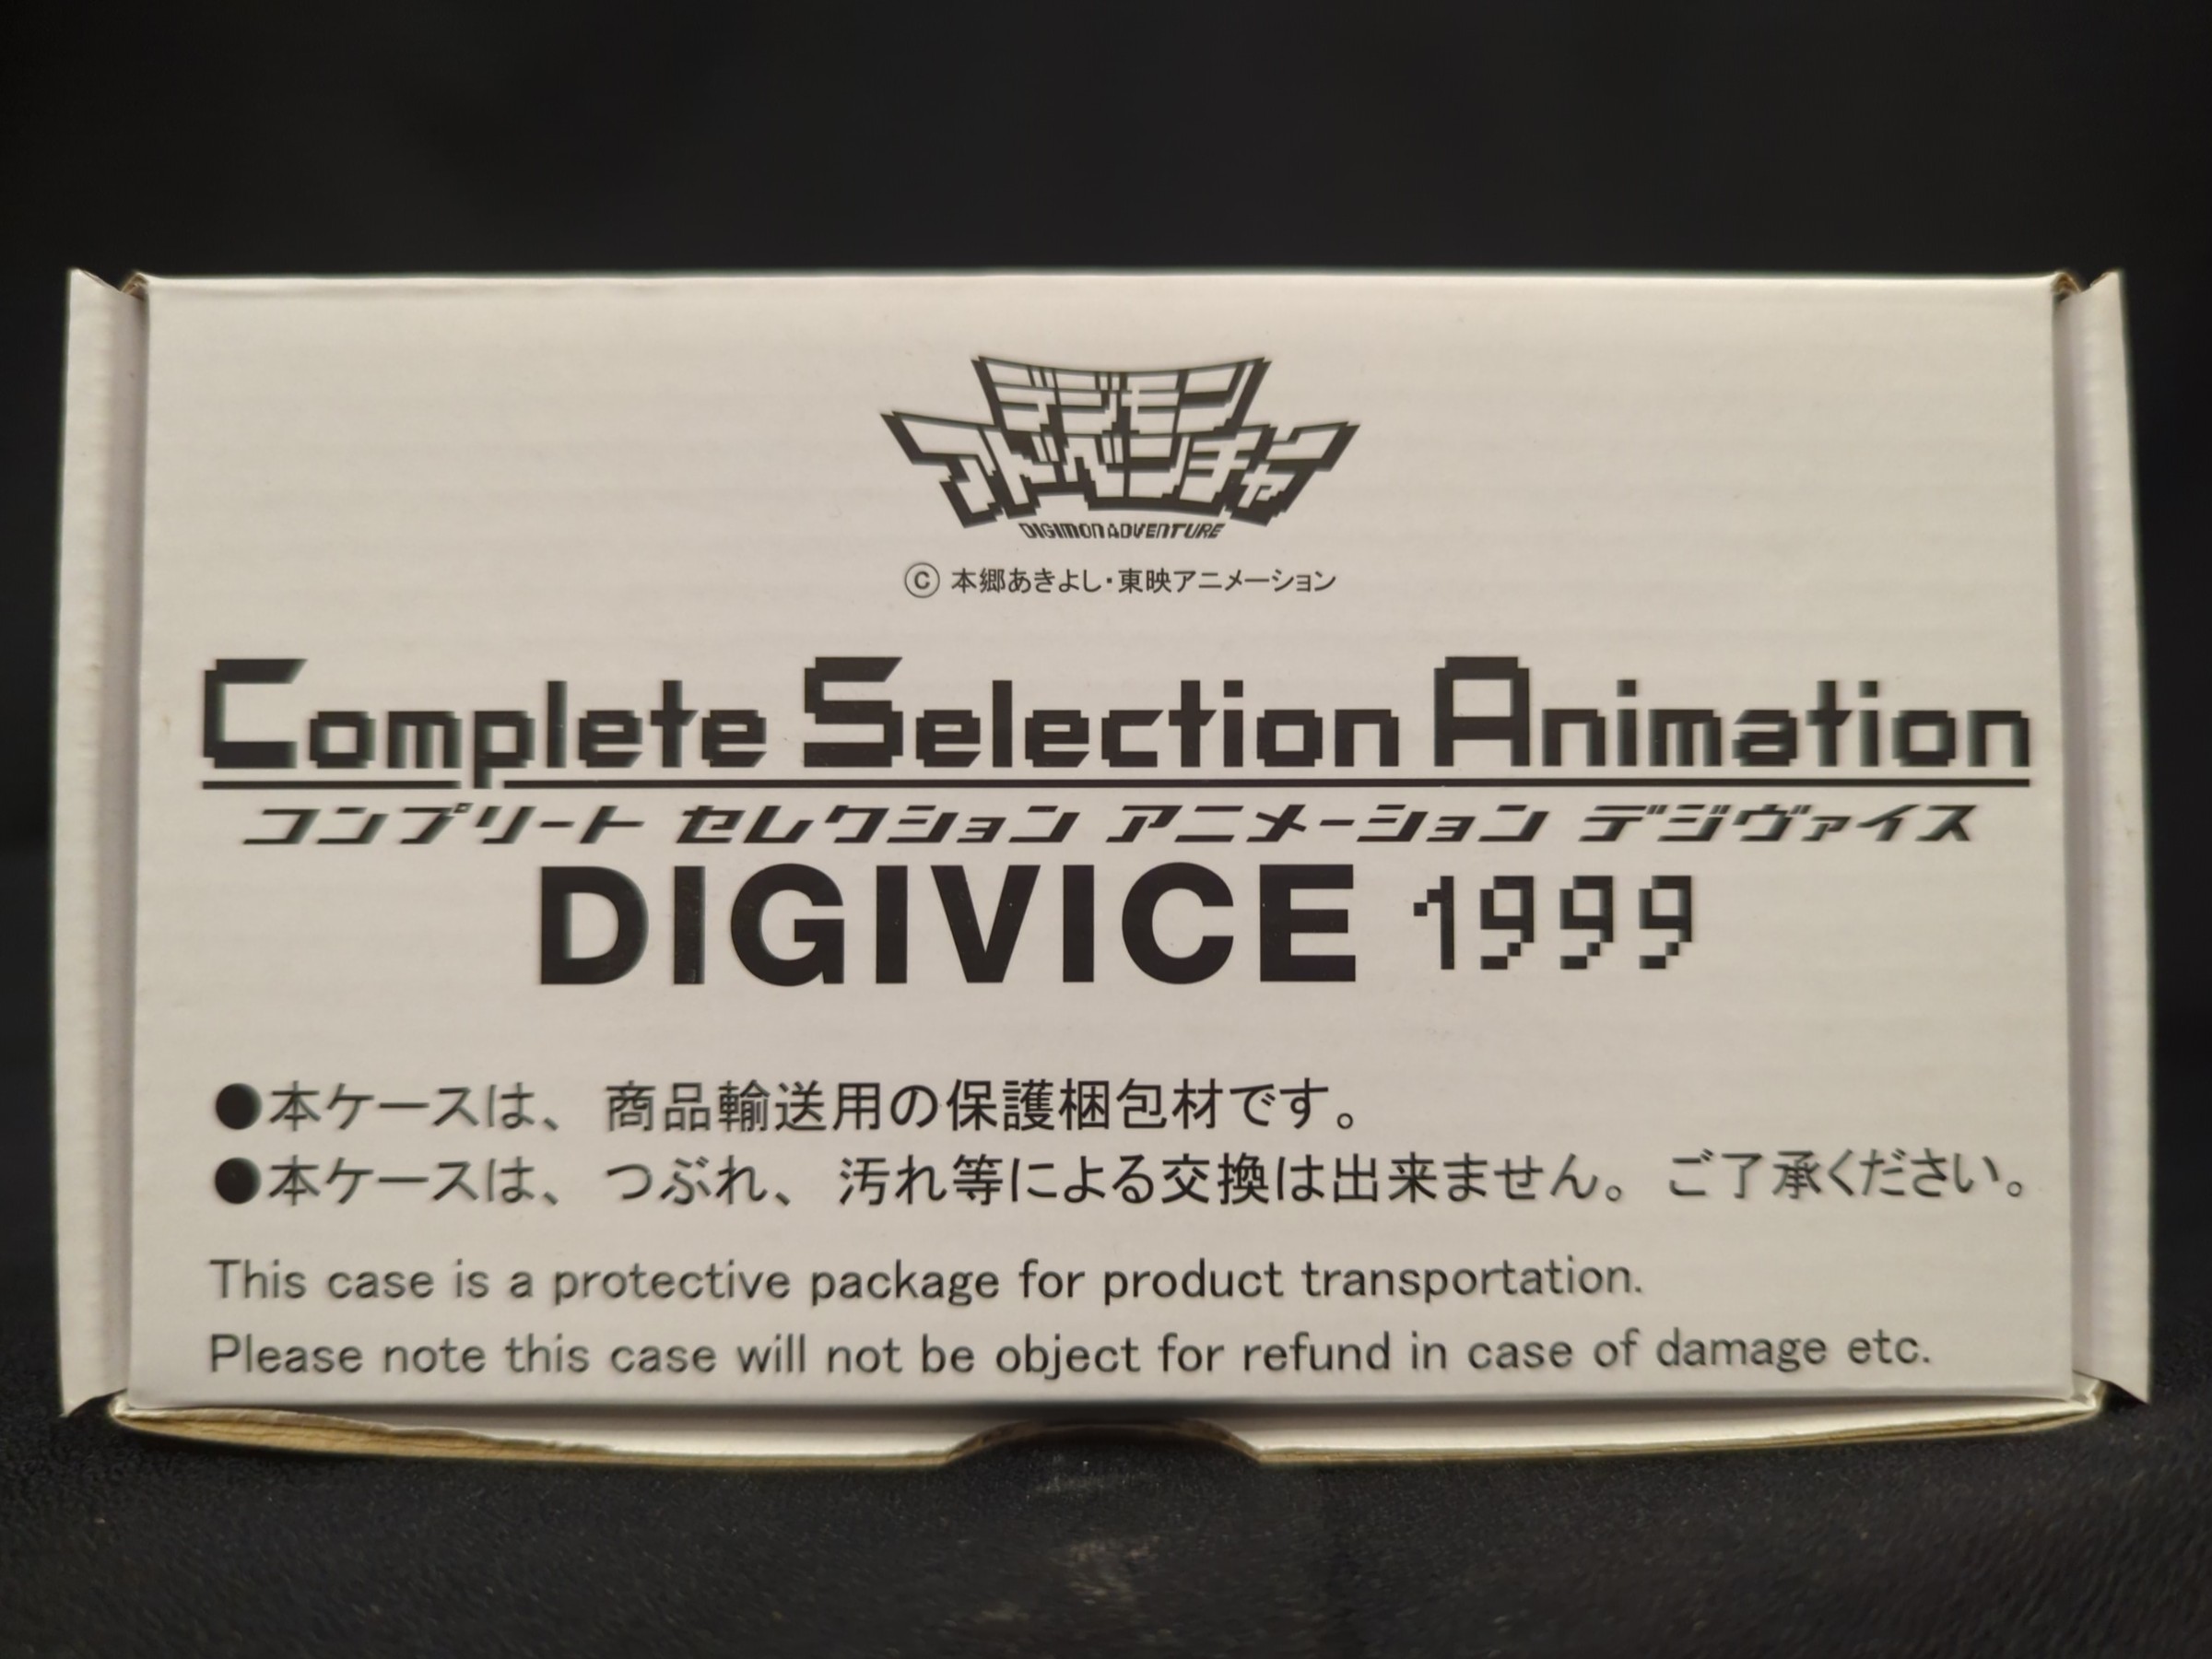 デジモン
アドベンチャー
DIGIMON ADVENTURE
Ⓒ 本郷あきよし・東映アニメーション
Complete Selection Animation
コンプリート セレクション アニメーション デジヴァイス
DIGIVICE 1999
●本ケースは、商品輸送用の保護梱包材です。
●本ケースは、つぶれ、汚れ等による交換は出来ません。ご了承ください。
This case is a protective package for product transportation.
Please note this case will not be object for refund in case of damage etc.